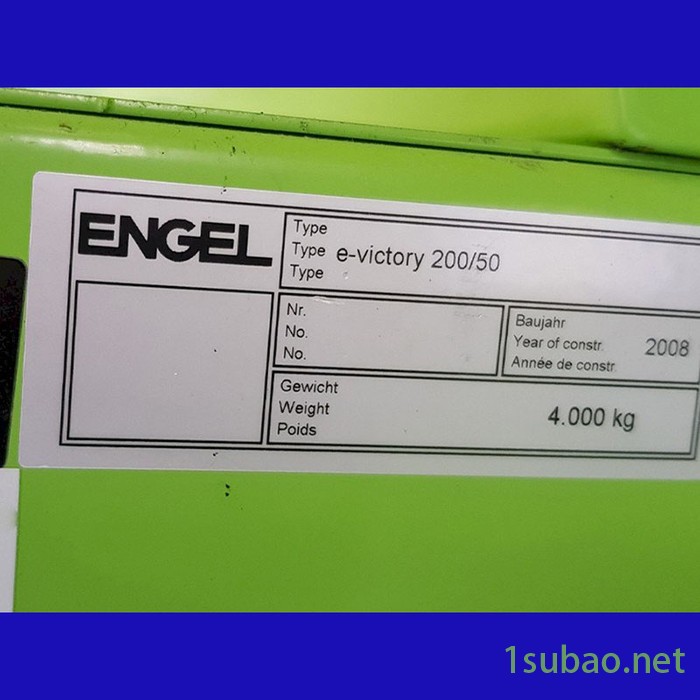 ENGEL
Type
Type e-victory 200/50
Type
Nr.
No.
No.
Baujahr
Year of constr. 2008
Année de constr.
Gewicht
Weight 4.000 kg
Poids
1subao.net